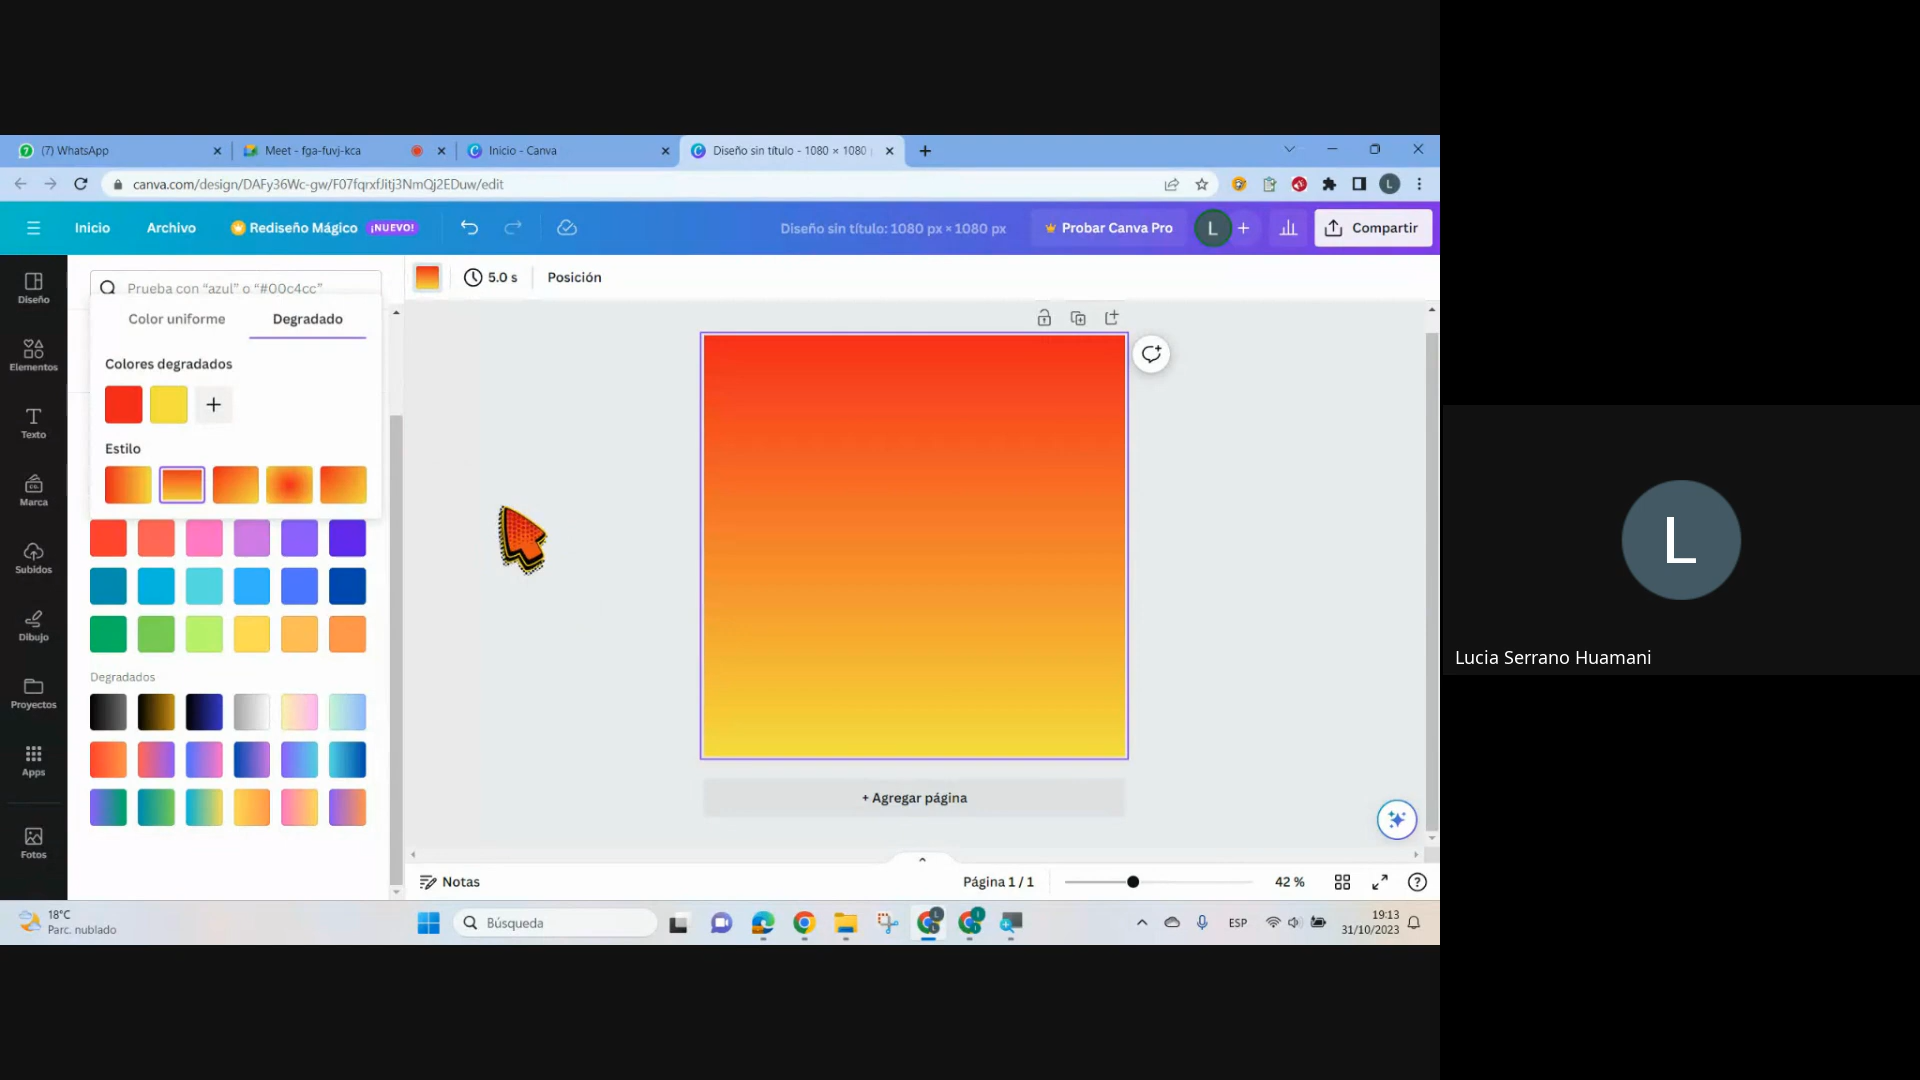 (7) WhatsApp
Meet - fga-fuvj-kca
Inicio - Canva
Diseño sin título - 1080 × 1080
canva.com/design/DAFy36Wc-gw/F07fqrxfJitj3NmQj2EDuw/edit
L
Inicio
Archivo
Rediseño Mágico
¡NUEVO!
Diseño sin título: 1080 px × 1080 px
Probar Canva Pro
L
Compartir
Diseño
Elementos
Texto
Marca
Subidos
Dibujo
Proyectos
Apps
Fotos
Prueba con “azul” o “#00c4cc”
Color uniforme
Degradado
Colores degradados
Estilo
Degradados
5.0 s
Posición
+ Agregar página
Notas
Página 1 / 1
42 %
18°C
Parc. nublado
Búsqueda
ESP
19:13
31/10/2023
L
Lucia Serrano Huamani